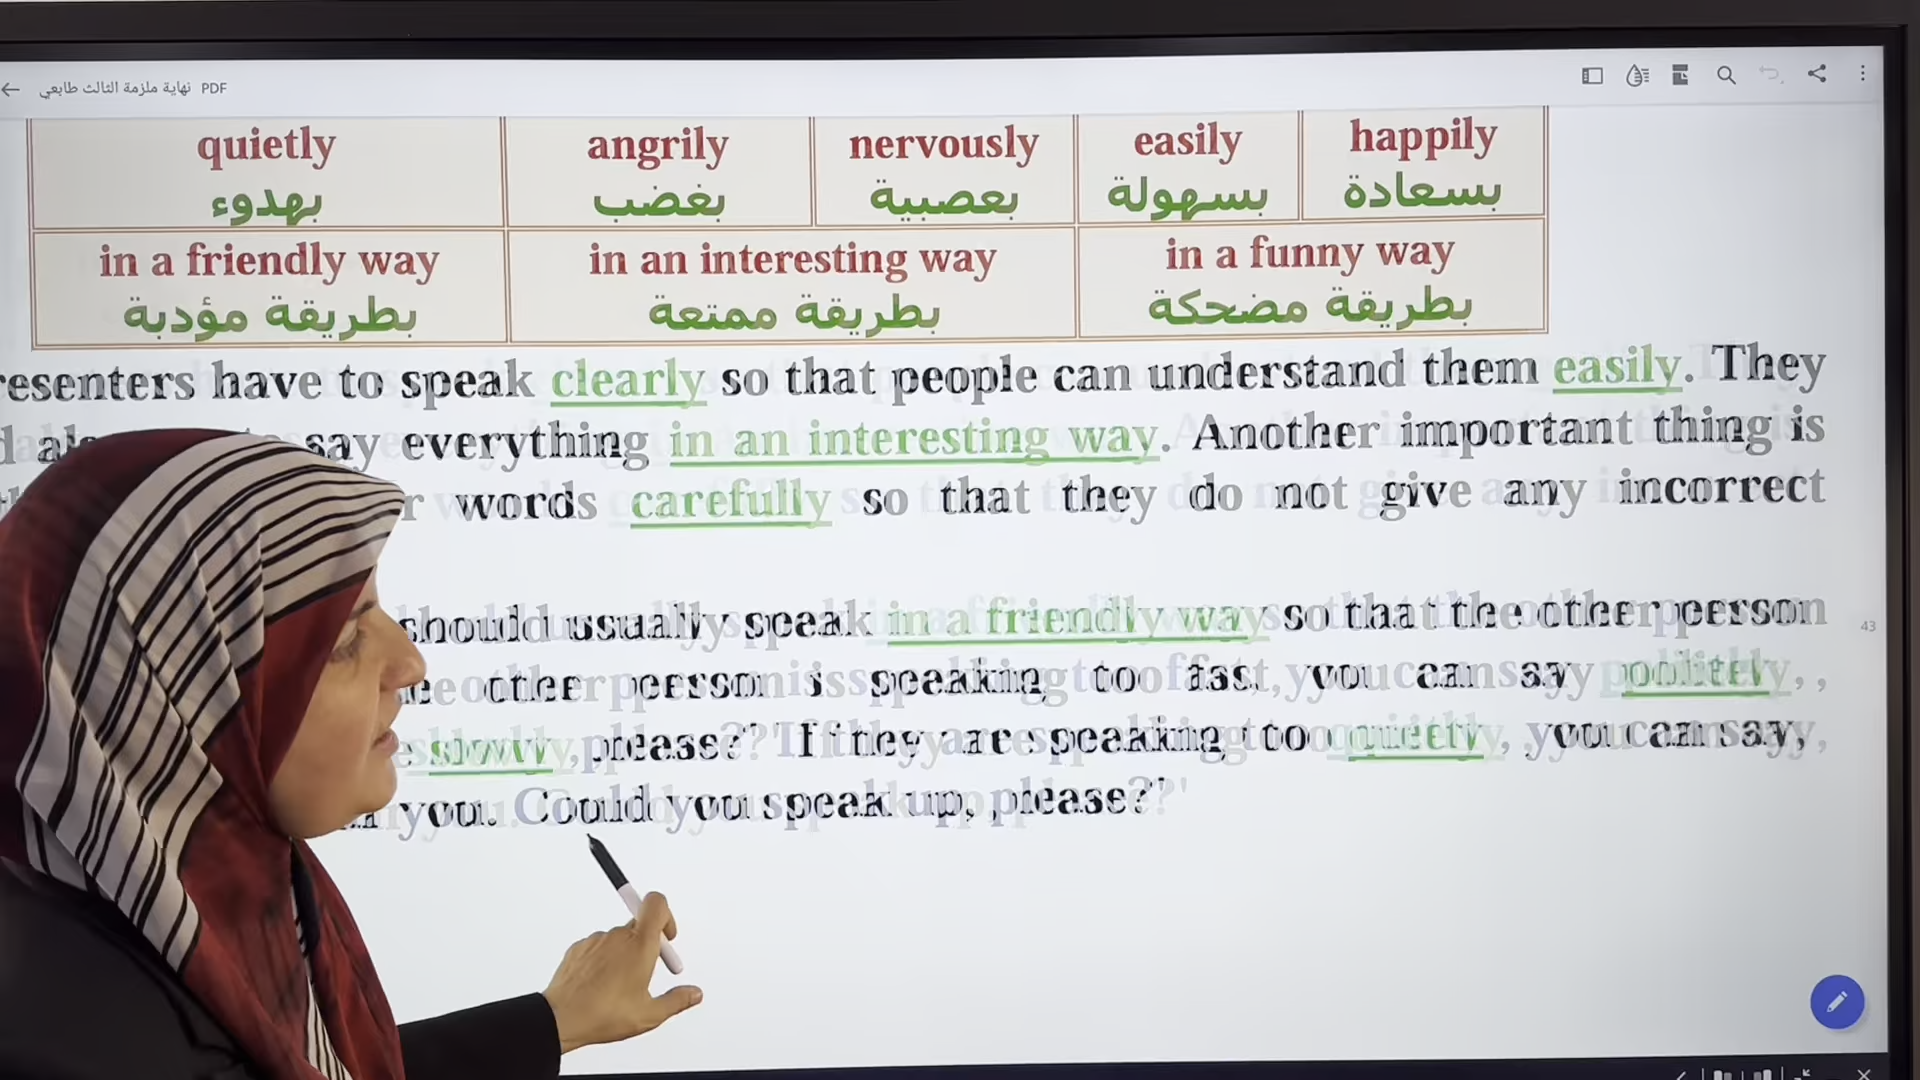 نهاية ملزمة الثالث طابعي PDF
quietly angrily nervously easily happily
بهدوء بغضب بعصبية بسهولة بسعادة
in a friendly way in an interesting way in a funny way
بطريقة مؤدبة بطريقة ممتعة بطريقة مضحكة
resenters have to speak clearly so that people can understand them easily. They
say everything in an interesting way. Another important thing is
words carefully so that they do not give any incorrect
should usually speak in a friendly way so that the other person
other person is speaking too fast, you can say politely,
slowly, please?' If they are speaking too quietly, you can say,
you. Could you speak up, please?'
43